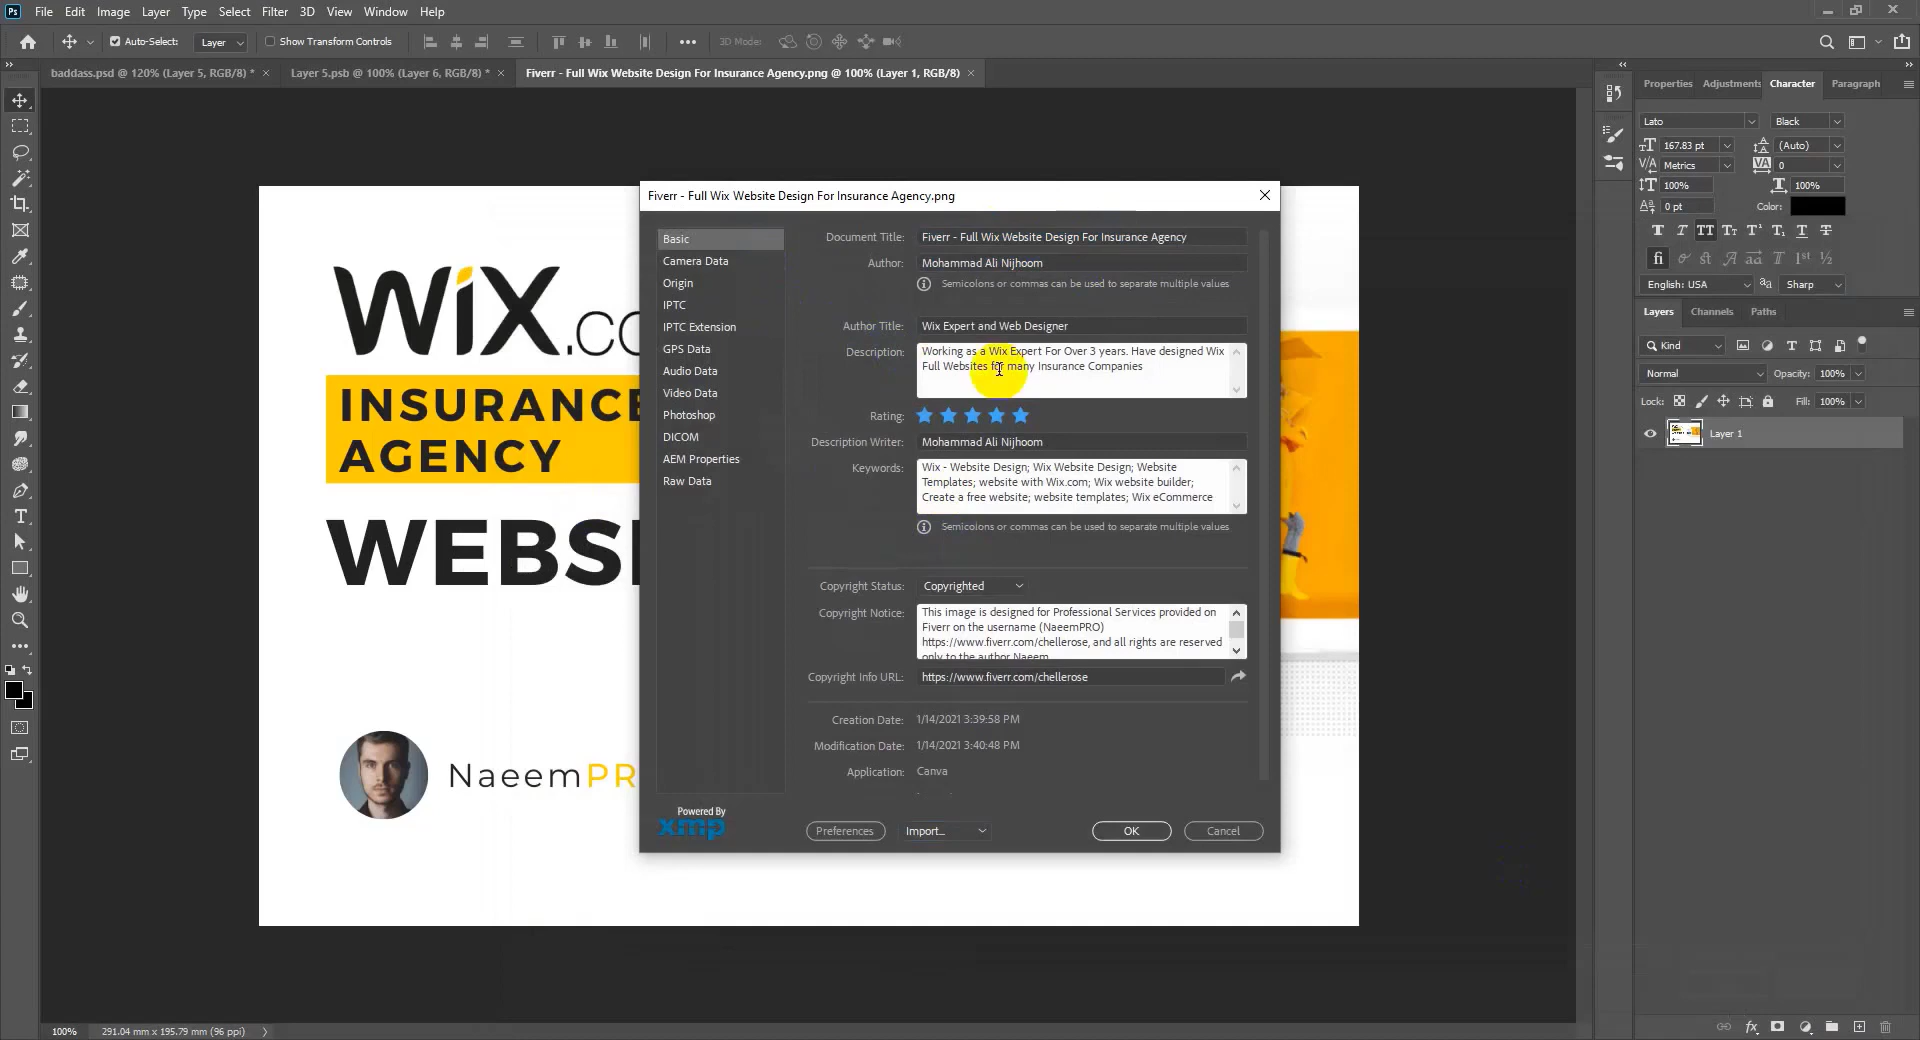 Ps File Edit Image Layer Type Select Filter 3D View Window Help
Auto-Select: Layer Show Transform Controls 3D Mode:
baddass.psd @ 120% (Layer 5, RGB/8) * Layer 5.psb @ 100% (Layer 6, RGB/8) * Fiverr - Full Wix Website Design For Insurance Agency.png @ 100% (Layer 1, RGB/8)
WiX.co
INSURANCE
AGENCY
WEBSI
NaeemPR
Fiverr - Full Wix Website Design For Insurance Agency.png
Basic
Camera Data
Origin
IPTC
IPTC Extension
GPS Data
Audio Data
Video Data
Photoshop
DICOM
AEM Properties
Raw Data
Powered By
xmp
Document Title: Fiverr - Full Wix Website Design For Insurance Agency
Author: Mohammad Ali Nijhoom
Semicolons or commas can be used to separate multiple values
Author Title: Wix Expert and Web Designer
Description: Working as a Wix Expert For Over 3 years. Have designed Wix
Full Websites for many Insurance Companies
Rating:
Description Writer: Mohammad Ali Nijhoom
Keywords: Wix - Website Design; Wix Website Design; Website
Templates; website with Wix.com; Wix website builder;
Create a free website; website templates; Wix eCommerce
Semicolons or commas can be used to separate multiple values
Copyright Status: Copyrighted
Copyright Notice: This image is designed for Professional Services provided on
Fiverr on the username (NaeemPRO)
https://www.fiverr.com/chellerose, and all rights are reserved
only to the author Naeem
Copyright Info URL: https://www.fiverr.com/chellerose
Creation Date: 1/14/2021 3:39:58 PM
Modification Date: 1/14/2021 3:40:48 PM
Application: Canva
Preferences Import... OK Cancel
Properties Adjustments Character Paragraph
Lato Black
167.83 pt (Auto)
Metrics 0
100% 100%
0 pt Color:
English: USA Sharp
Layers Channels Paths
Kind
Normal Opacity: 100%
Lock: Fill: 100%
Layer 1
100% 291.04 mm x 195.79 mm (96 ppi)